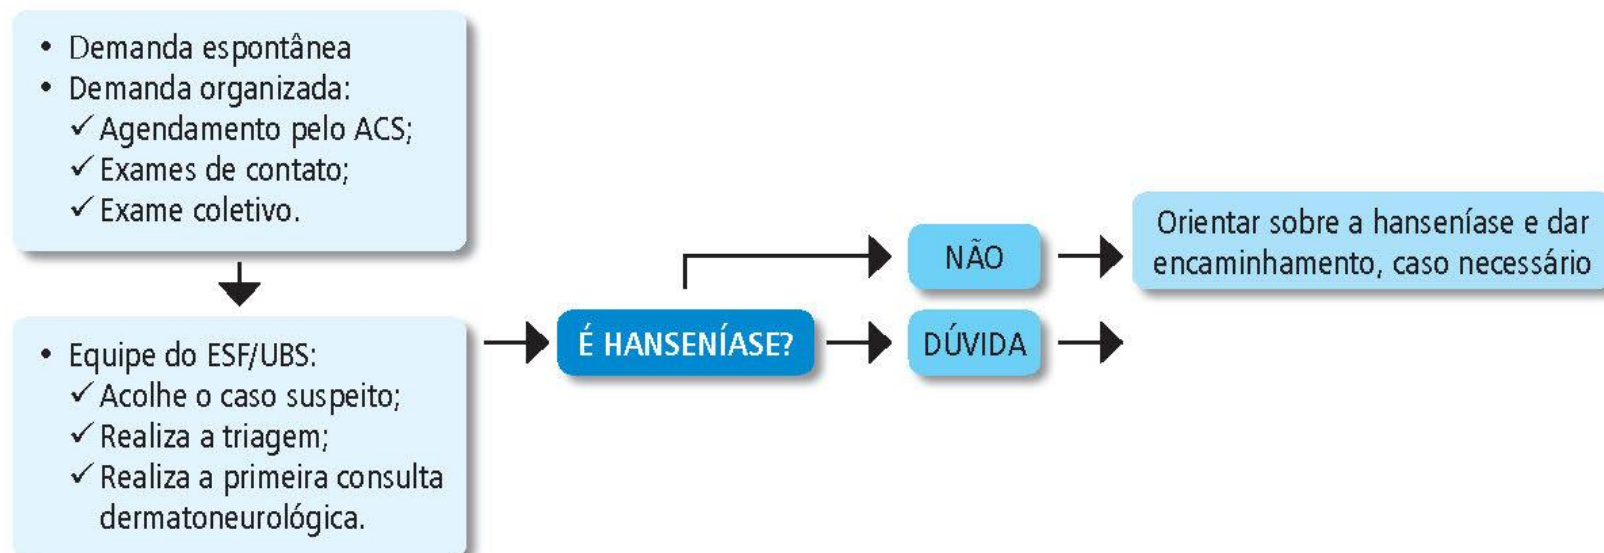 • Demanda espontânea
• Demanda organizada:
✓ Agendamento pelo ACS;
✓ Exames de contato;
✓ Exame coletivo.
• Equipe do ESF/UBS:
✓ Acolhe o caso suspeito;
✓ Realiza a triagem;
✓ Realiza a primeira consulta
dermatoneurológica.
É HANSENÍASE?
NÃO
Orientar sobre a hanseníase e dar
encaminhamento, caso necessário
DÚVIDA